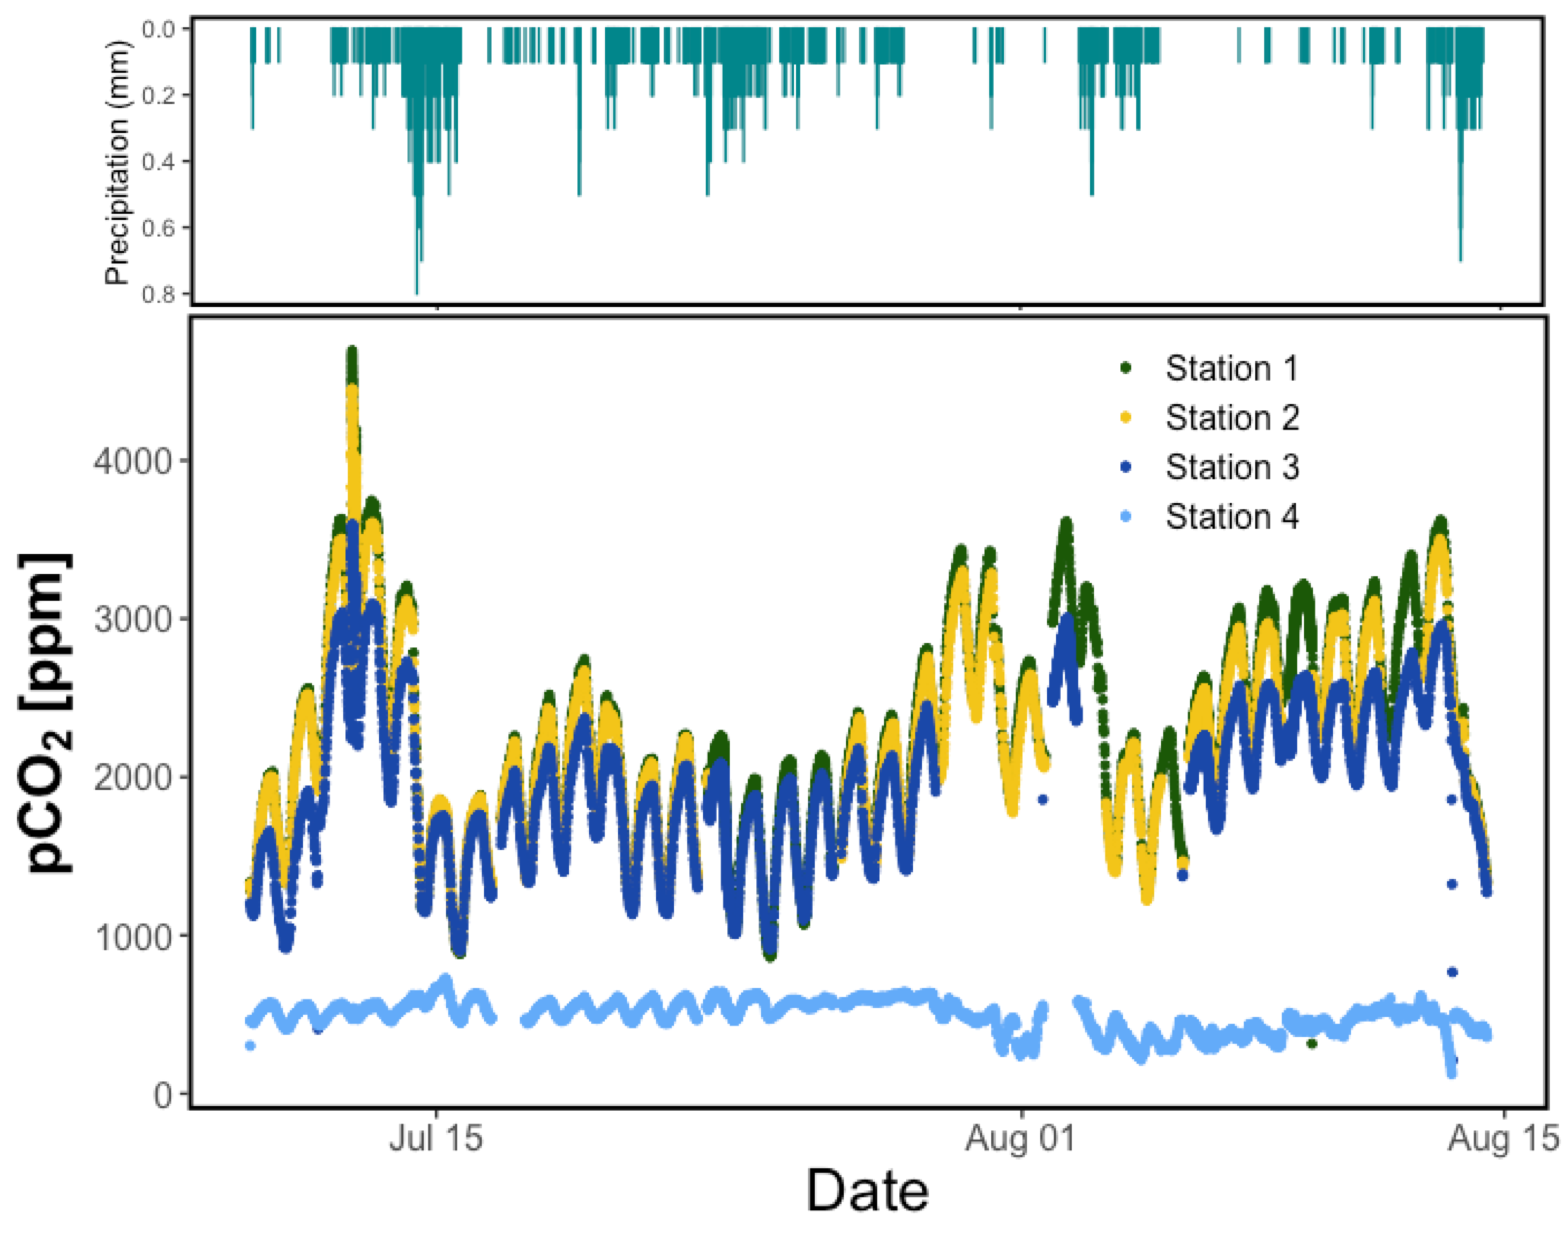 Precipitation (mm)
0.0
0.2
0.4
0.6
0.8
pCO2 [ppm]
4000
3000
2000
1000
0
Station 1
Station 2
Station 3
Station 4
Jul 15
Aug 01
Aug 15
Date